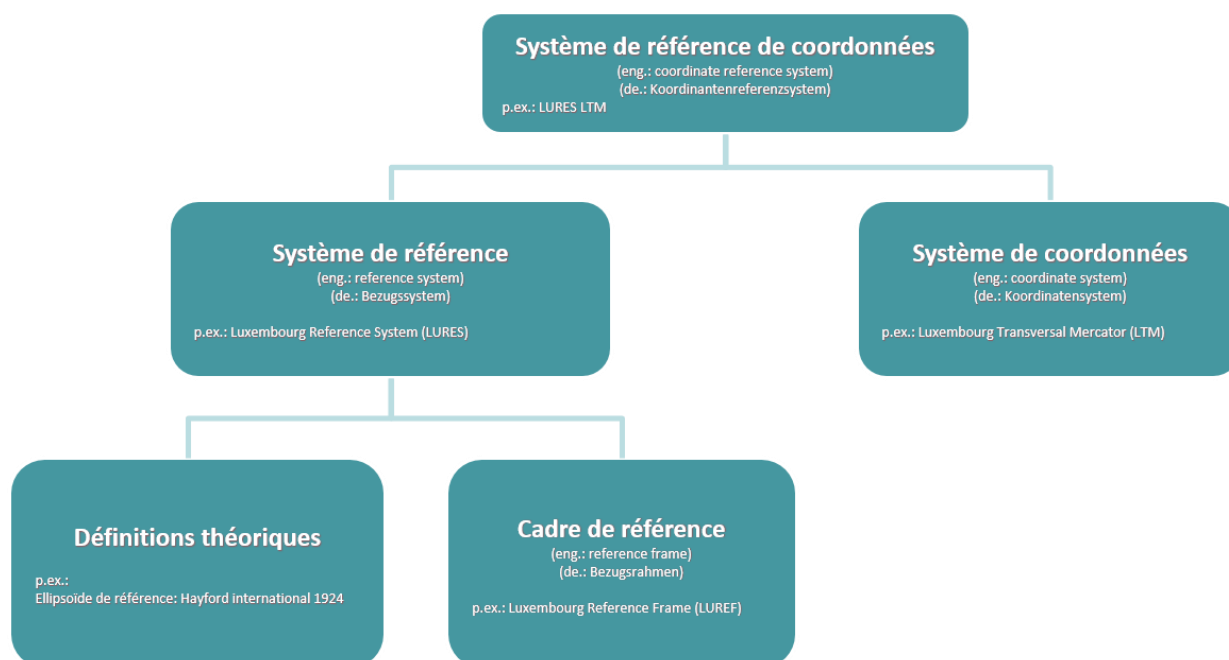 Système de référence de coordonnées
(eng.: coordinate reference system)
(de.: Koordinantenreferenzsystem)
p.ex.: LURES LTM
Système de référence
(eng.: reference system)
(de.: Bezugssystem)
p.ex.: Luxembourg Reference System (LURES)
Système de coordonnées
(eng.: coordinate system)
(de.: Koordinatensystem)
p.ex.: Luxembourg Transversal Mercator (LTM)
Définitions théoriques
p.ex.:
Ellipsoïde de référence: Hayford international 1924
Cadre de référence
(eng.: reference frame)
(de.: Bezugsrahmen)
p.ex.: Luxembourg Reference Frame (LUREF)